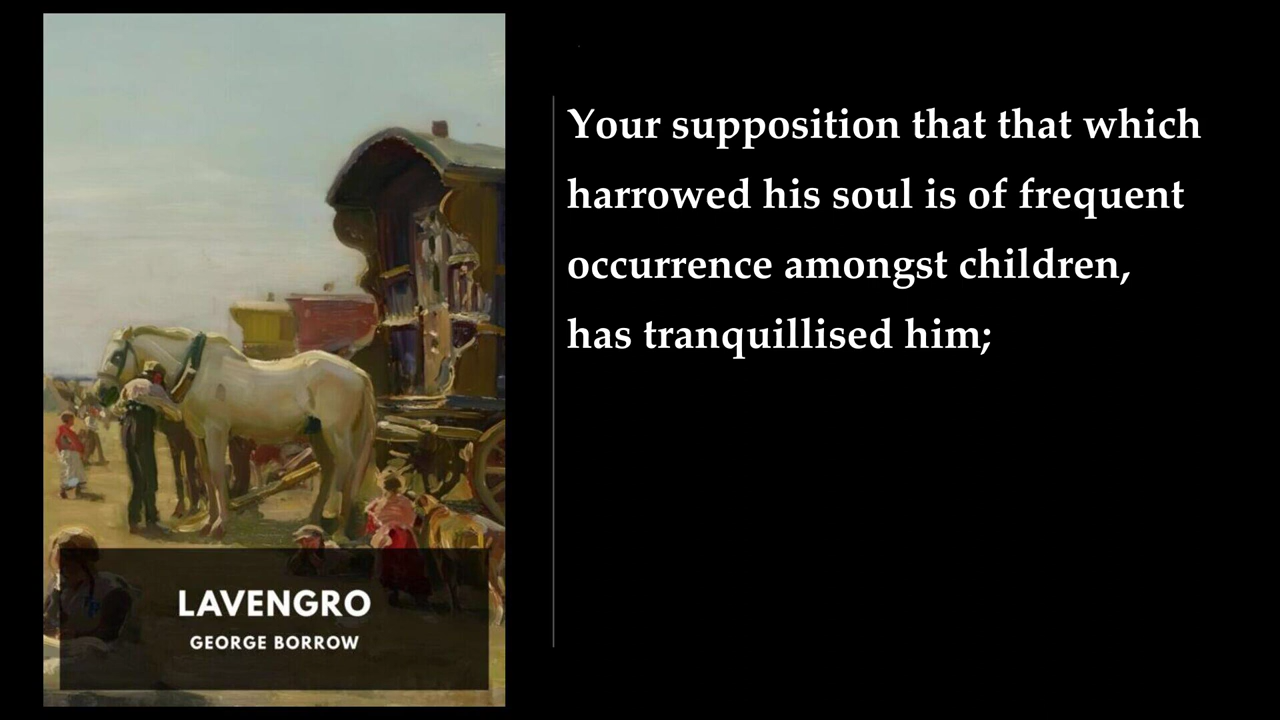 LAVENGRO
GEORGE BORROW
Your supposition that that which
harrowed his soul is of frequent
occurrence amongst children,
has tranquillised him;